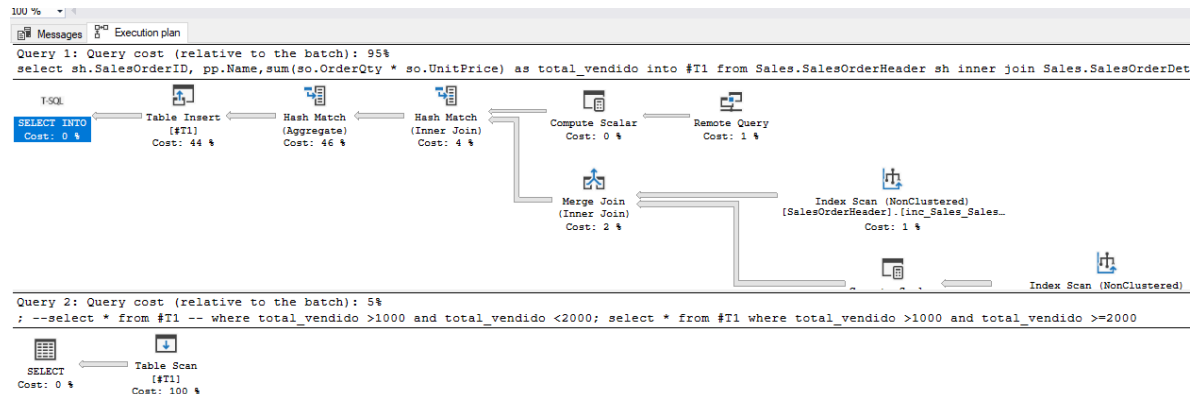 100 %
Messages Execution plan
Query 1: Query cost (relative to the batch): 95%
select sh.SalesOrderID, pp.Name,sum(so.OrderQty * so.UnitPrice) as total_vendido into #T1 from Sales.SalesOrderHeader sh inner join Sales.SalesOrderDet
T-SQL
SELECT INTO
Cost: 0 %
Table Insert
[#T1]
Cost: 44 %
Hash Match
(Aggregate)
Cost: 46 %
Hash Match
(Inner Join)
Cost: 4 %
Compute Scalar
Cost: 0 %
Remote Query
Cost: 1 %
Merge Join
(Inner Join)
Cost: 2 %
Index Scan (NonClustered)
[SalesOrderHeader].[inc_Sales_Sales…
Cost: 1 %
Index Scan (NonClustered)
Query 2: Query cost (relative to the batch): 5%
; --select * from #T1 -- where total_vendido >1000 and total_vendido <2000; select * from #T1 where total_vendido >1000 and total_vendido >=2000
SELECT
Cost: 0 %
Table Scan
[#T1]
Cost: 100 %